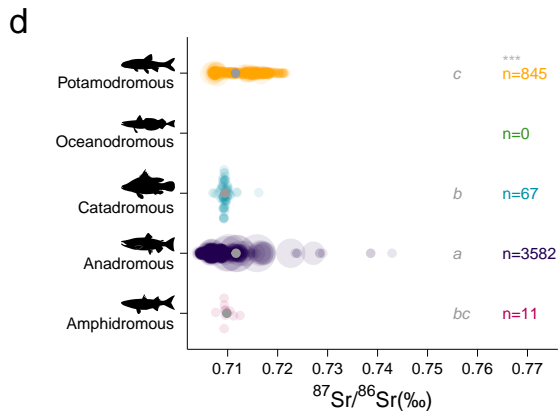 d
***
Potamodromous c n=845
Oceanodromous n=0
Catadromous b n=67
Anadromous a n=3582
Amphidromous bc n=11
0.71 0.72 0.73 0.74 0.75 0.76 0.77
⁸⁷Sr/⁸⁶Sr(‰)